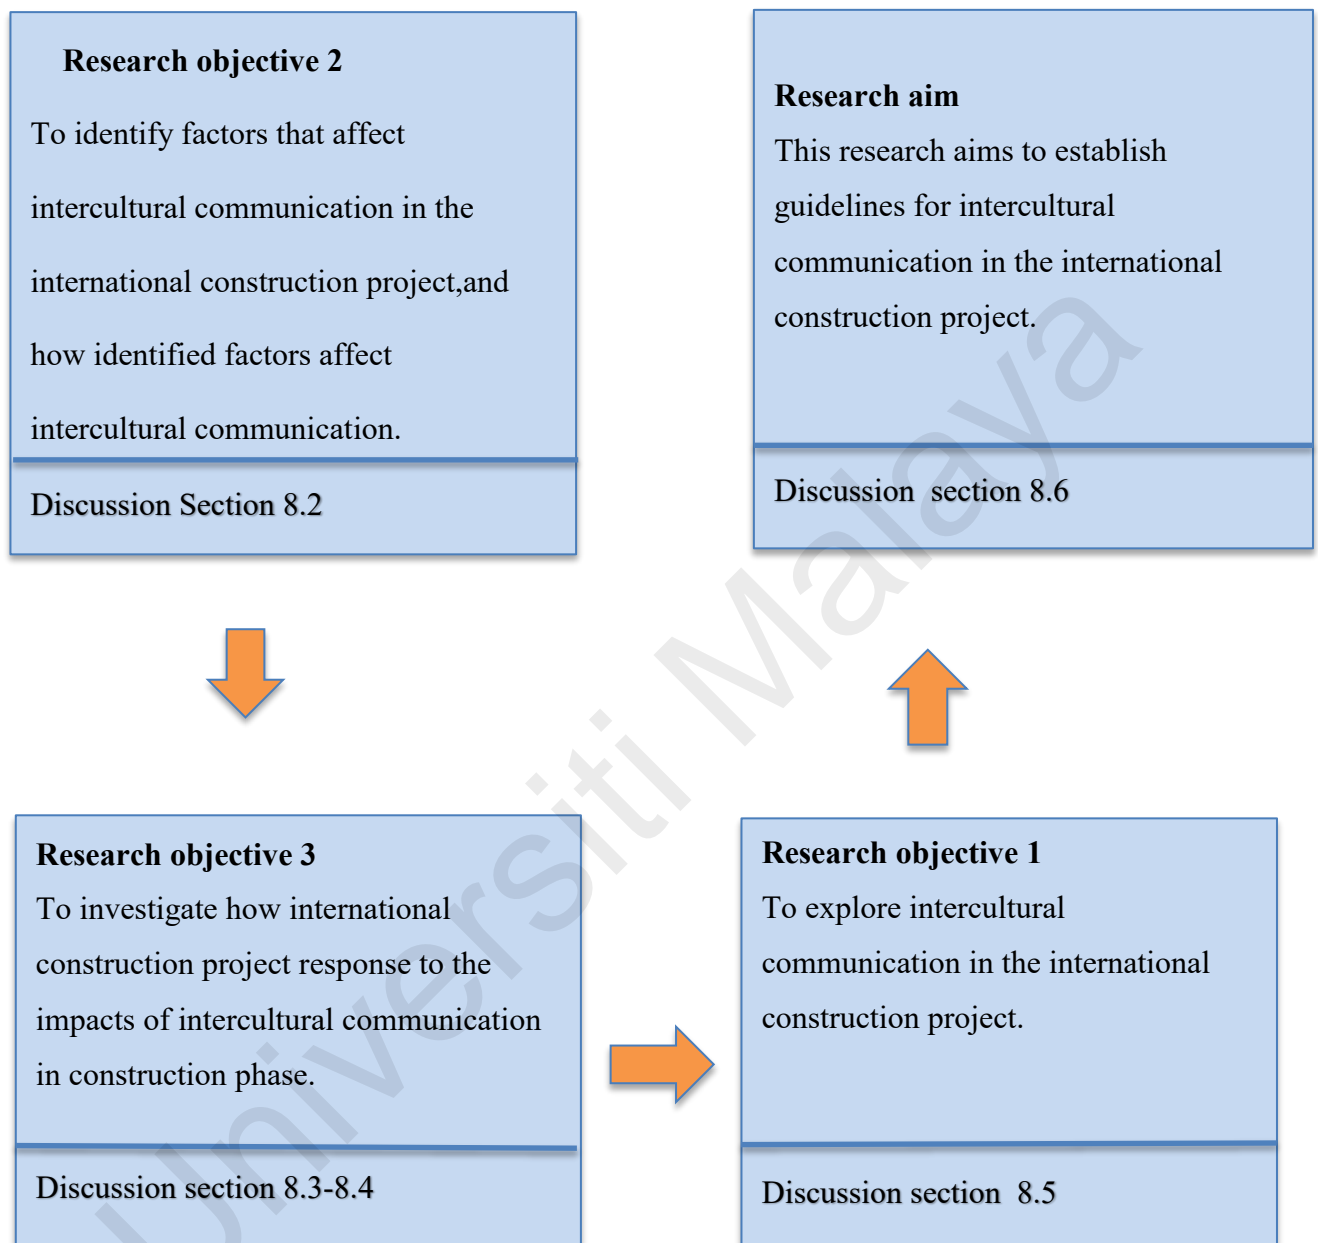 Research objective 2
To identify factors that affect
intercultural communication in the
international construction project,and
how identified factors affect
intercultural communication.
Discussion Section 8.2
Research aim
This research aims to establish
guidelines for intercultural
communication in the international
construction project.
Discussion section 8.6
Research objective 3
To investigate how international
construction project response to the
impacts of intercultural communication
in construction phase.
Discussion section 8.3-8.4
Research objective 1
To explore intercultural
communication in the international
construction project.
Discussion section 8.5
Universiti Malaya